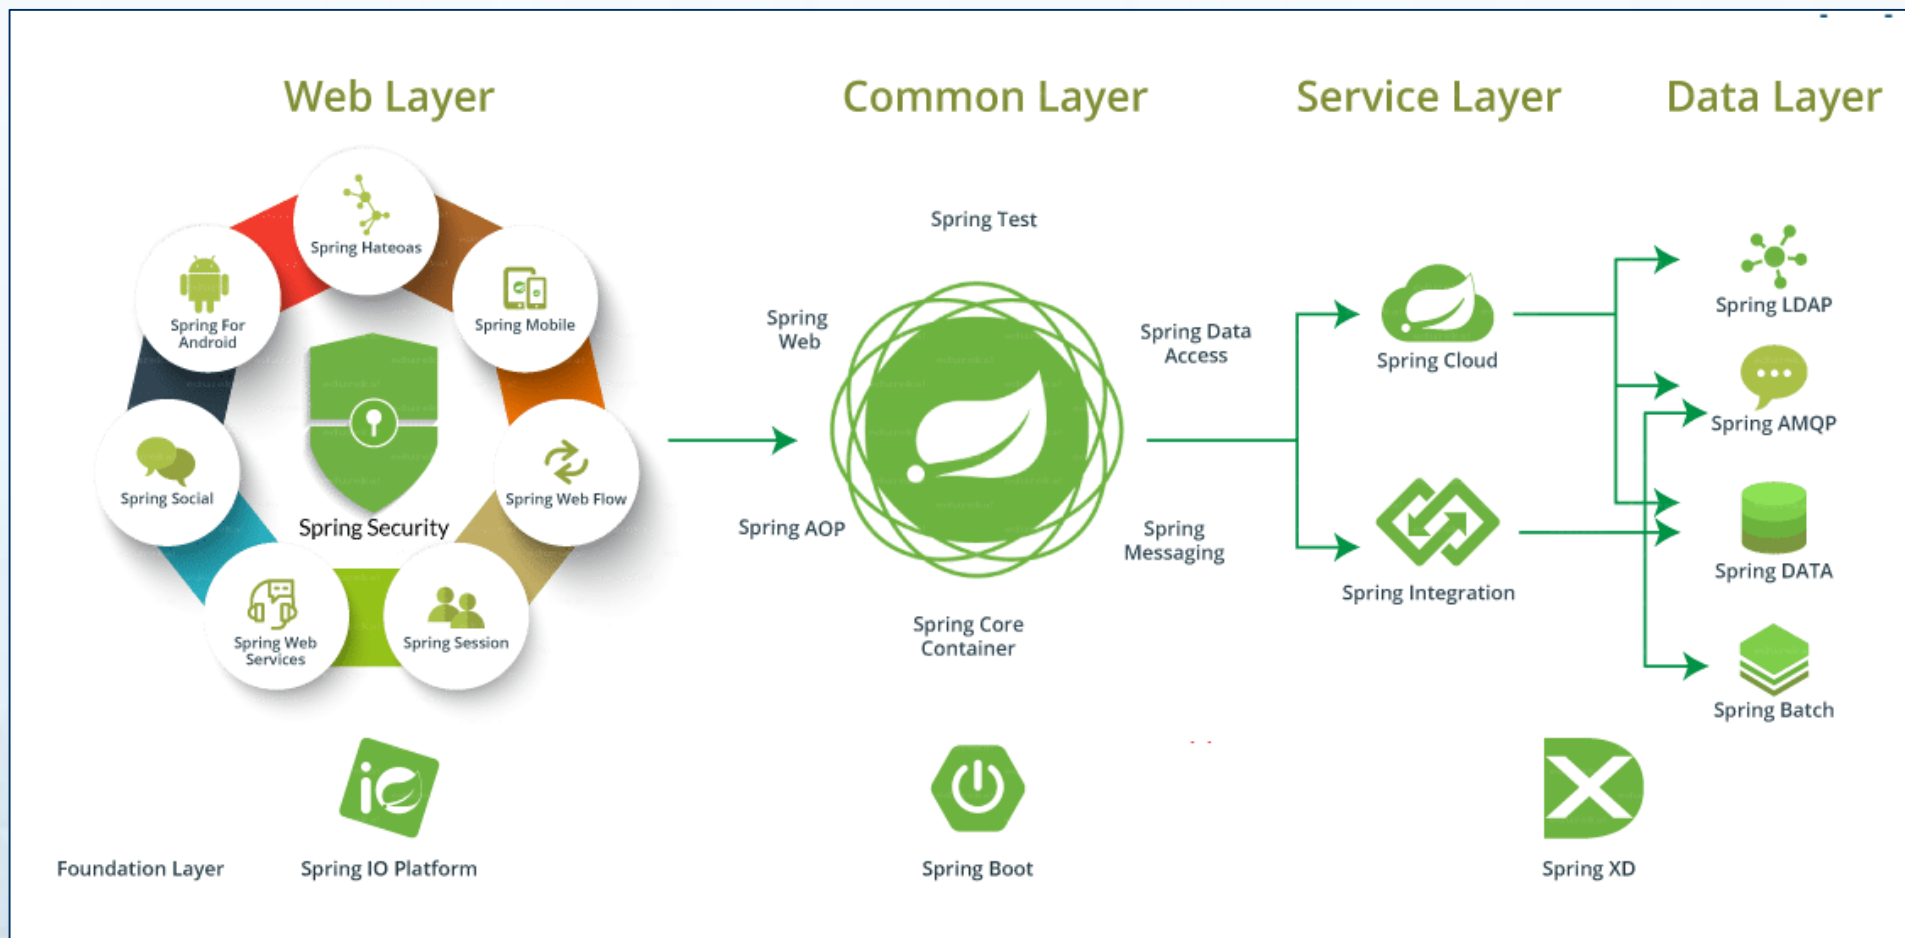 Web Layer
Common Layer
Service Layer
Data Layer
Spring Hateoas
Spring For
Android
Spring Mobile
Spring Social
Spring Web Flow
Spring Security
Spring Web
Services
Spring Session
Spring Test
Spring
Web
Spring Data
Access
Spring AOP
Spring
Messaging
Spring Core
Container
Spring Cloud
Spring Integration
Spring LDAP
Spring AMQP
Spring DATA
Spring Batch
Foundation Layer
Spring IO Platform
Spring Boot
Spring XD